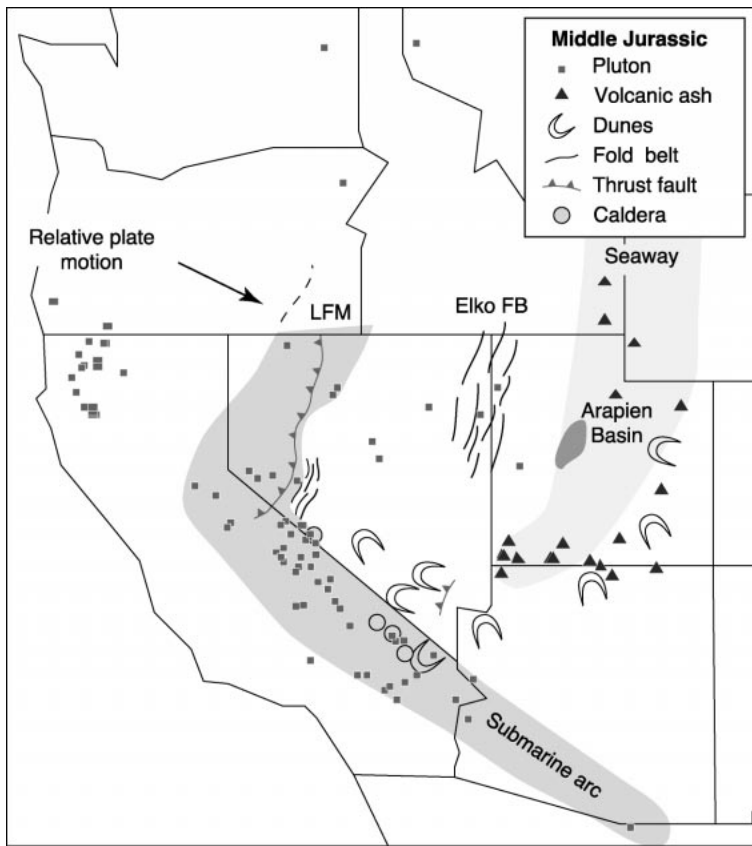 Middle Jurassic
Pluton
Volcanic ash
Dunes
Fold belt
Thrust fault
Caldera
Relative plate
motion
Seaway
LFM
Elko FB
Arapien
Basin
Submarine arc